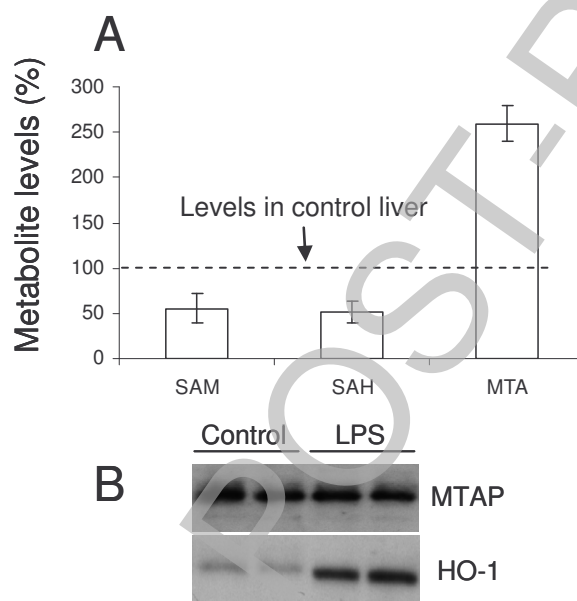 A
Metabolite levels (%)
300
250
200
150
100
50
0
Levels in control liver
SAM SAH MTA
B
Control LPS
MTAP
HO-1
POST-P